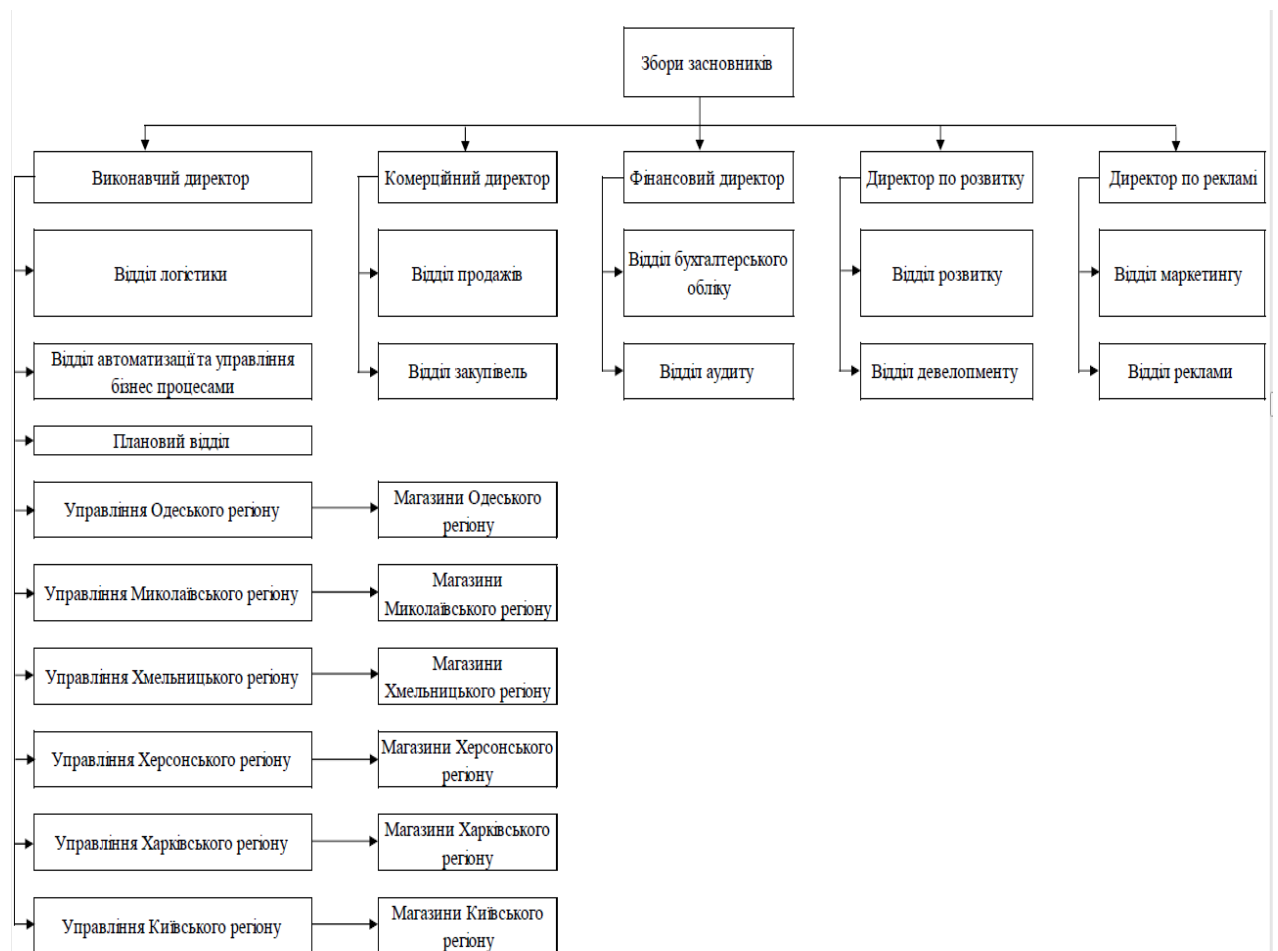 Збори засновників
Виконавчий директор
Комерційний директор
Фінансовий директор
Директор по розвитку
Директор по рекламі
Відділ логістики
Відділ продажів
Відділ бухгалтерського
обліку
Відділ розвитку
Відділ маркетингу
Відділ автоматизації та управління
бізнес процесами
Відділ закупівель
Відділ аудиту
Відділ девелопменту
Відділ реклами
Плановий відділ
Управління Одеського регіону
Магазини Одеського
регіону
Управління Миколаївського регіону
Магазини
Миколаївського регіону
Управління Хмельницького регіону
Магазини
Хмельницького регіону
Управління Херсонського регіону
Магазини Херсонського
регіону
Управління Харківського регіону
Магазини Харківського
регіону
Управління Київського регіону
Магазини Київського
регіону